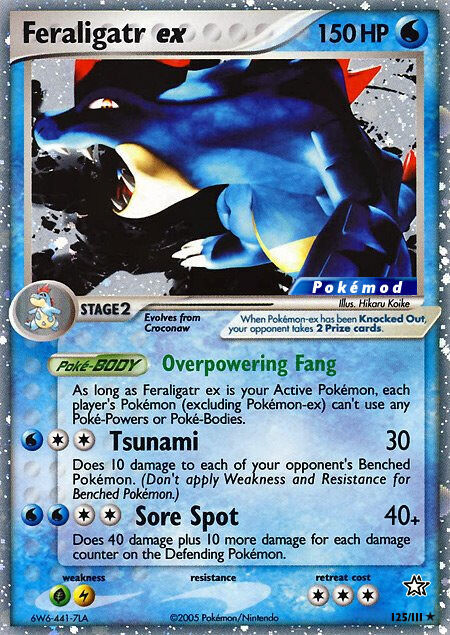 Feraligatr ex 150 HP
Pokémod
Illus. Hikaru Koike
STAGE 2
Evolves from
Croconaw
When Pokémon-ex has been Knocked Out,
your opponent takes 2 Prize cards.
Poké-BODY Overpowering Fang
As long as Feraligatr ex is your Active Pokémon, each
player's Pokémon (excluding Pokémon-ex) can't use any
Poké-Powers or Poké-Bodies.
Tsunami 30
Does 10 damage to each of your opponent's Benched
Pokémon. (Don't apply Weakness and Resistance for
Benched Pokémon.)
Sore Spot 40+
Does 40 damage plus 10 more damage for each damage
counter on the Defending Pokémon.
weakness resistance retreat cost
6W6-441-7LA ©2005 Pokémon/Nintendo 125/111